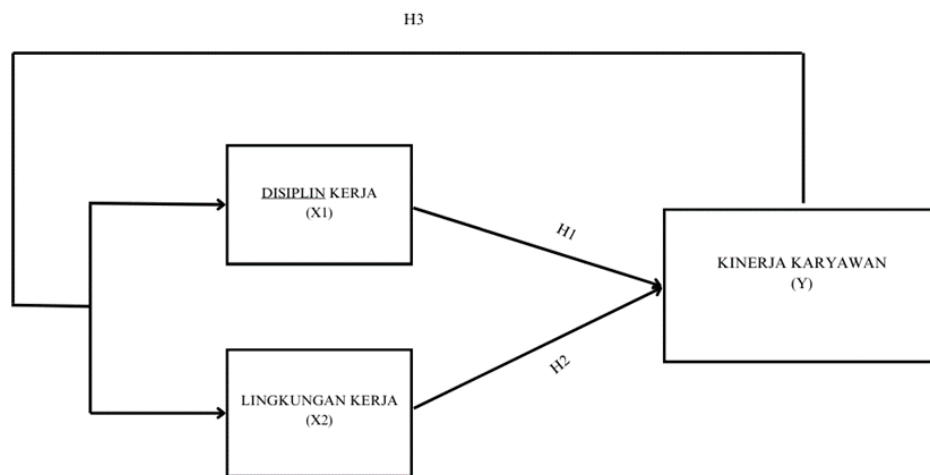 H3
DISIPLIN KERJA
(X1)
H1
KINERJA KARYAWAN
(Y)
H2
LINGKUNGAN KERJA
(X2)